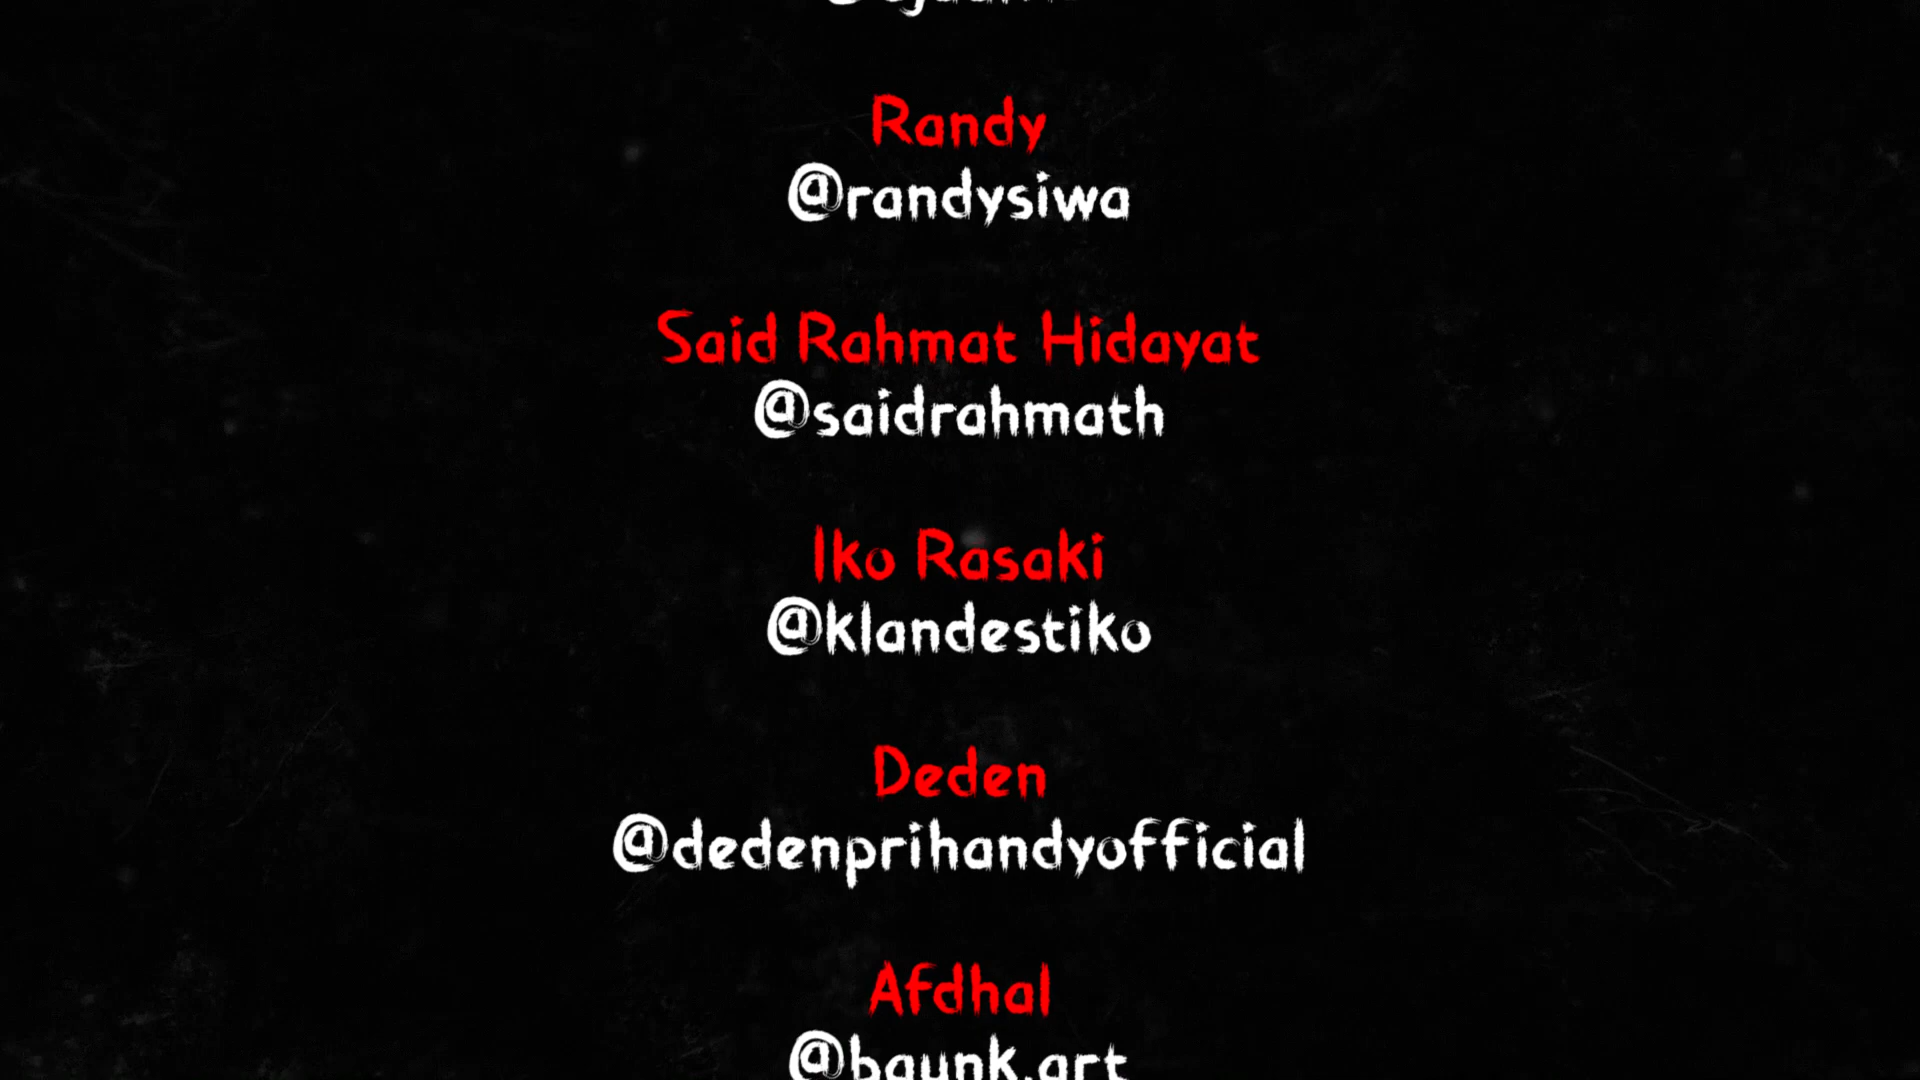 Randy
@randysiwa
Said Rahmat Hidayat
@saidrahmath
Iko Rasaki
@klandestiko
Deden
@dedenprihandyofficial
Afdhal
@baunk.art